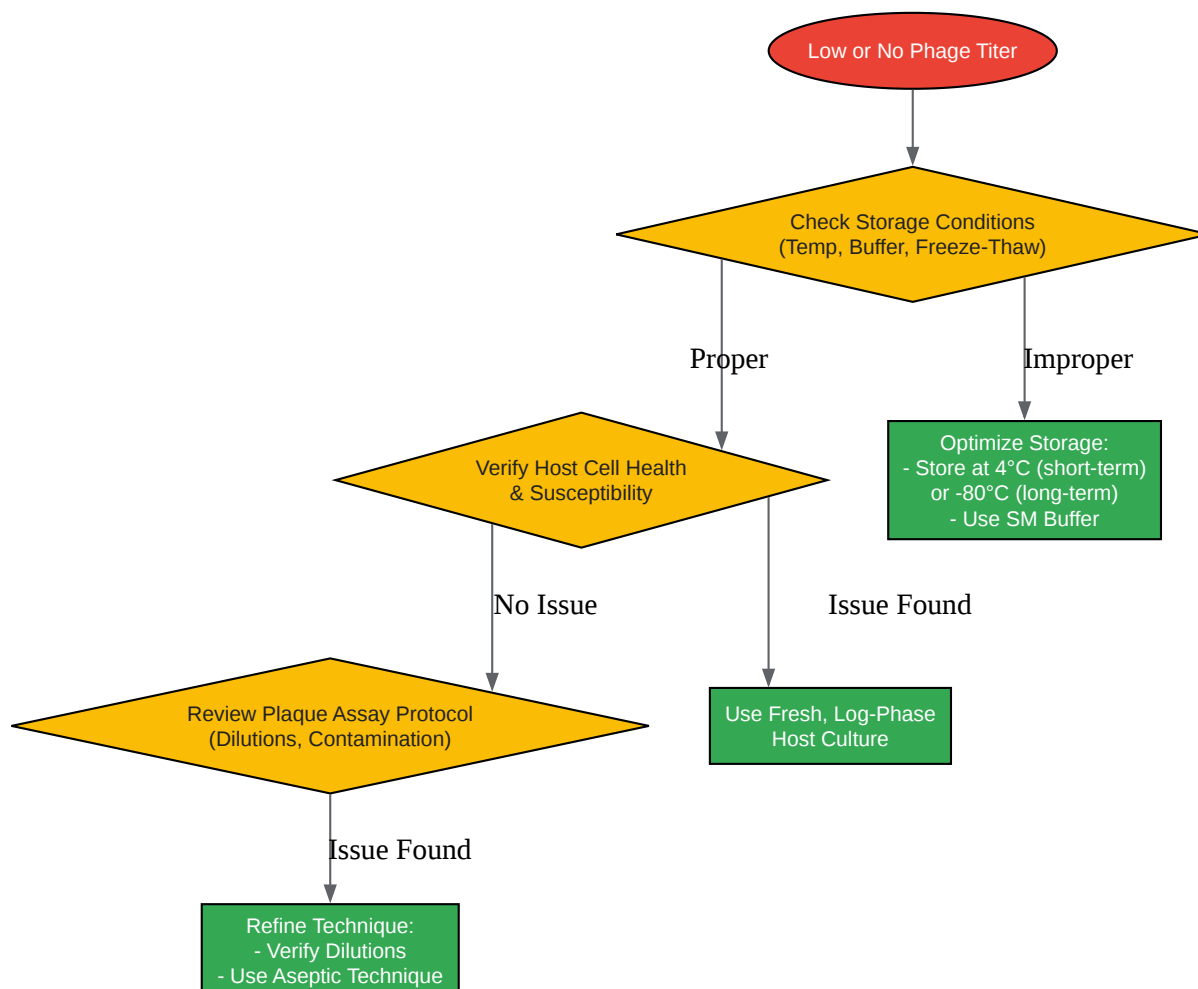 Low or No Phage Titer
Check Storage Conditions
(Temp, Buffer, Freeze-Thaw)
Proper
Improper
Verify Host Cell Health
& Susceptibility
Optimize Storage:
- Store at 4°C (short-term)
or -80°C (long-term)
- Use SM Buffer
No Issue
Issue Found
Review Plaque Assay Protocol
(Dilutions, Contamination)
Use Fresh, Log-Phase
Host Culture
Issue Found
Refine Technique:
- Verify Dilutions
- Use Aseptic Technique